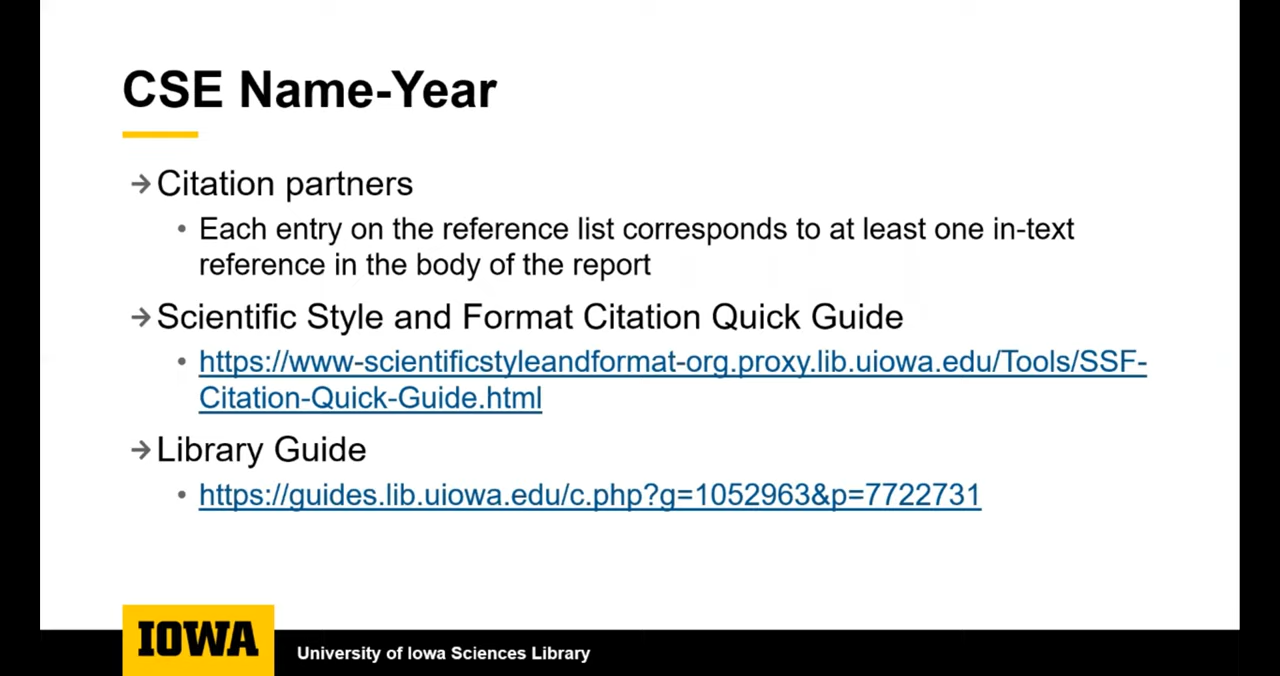 CSE Name-Year
→Citation partners
• Each entry on the reference list corresponds to at least one in-text
reference in the body of the report
→Scientific Style and Format Citation Quick Guide
• https://www-scientificstyleandformat-org.proxy.lib.uiowa.edu/Tools/SSF-
Citation-Quick-Guide.html
→Library Guide
• https://guides.lib.uiowa.edu/c.php?g=1052963&p=7722731
IOWA
University of Iowa Sciences Library